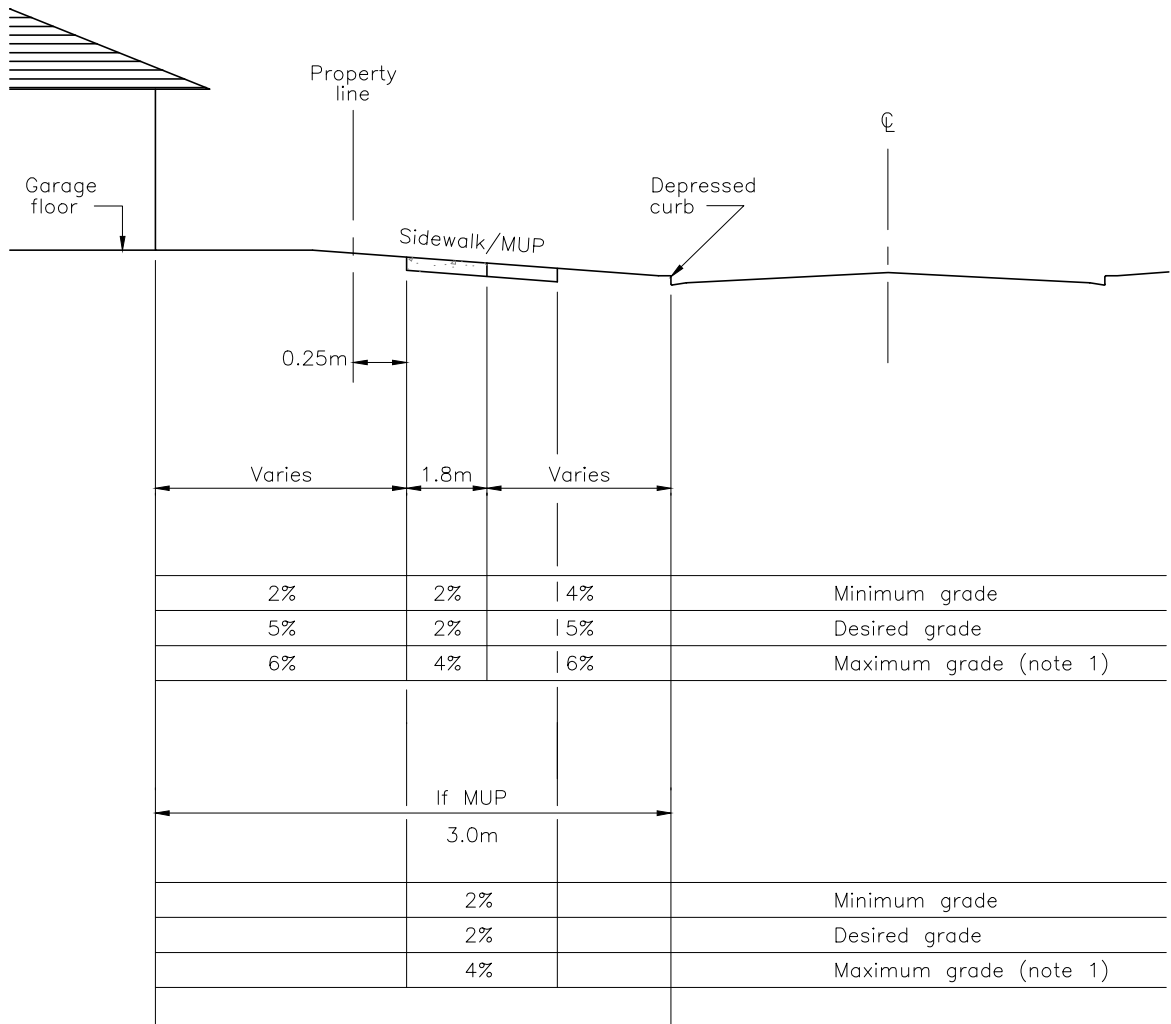 Property
line
℄
Garage
floor
Depressed
curb
Sidewalk/MUP
0.25m
Varies 1.8m Varies
2% 2% 4% Minimum grade
5% 2% 5% Desired grade
6% 4% 6% Maximum grade (note 1)
If MUP
3.0m
2% Minimum grade
2% Desired grade
4% Maximum grade (note 1)